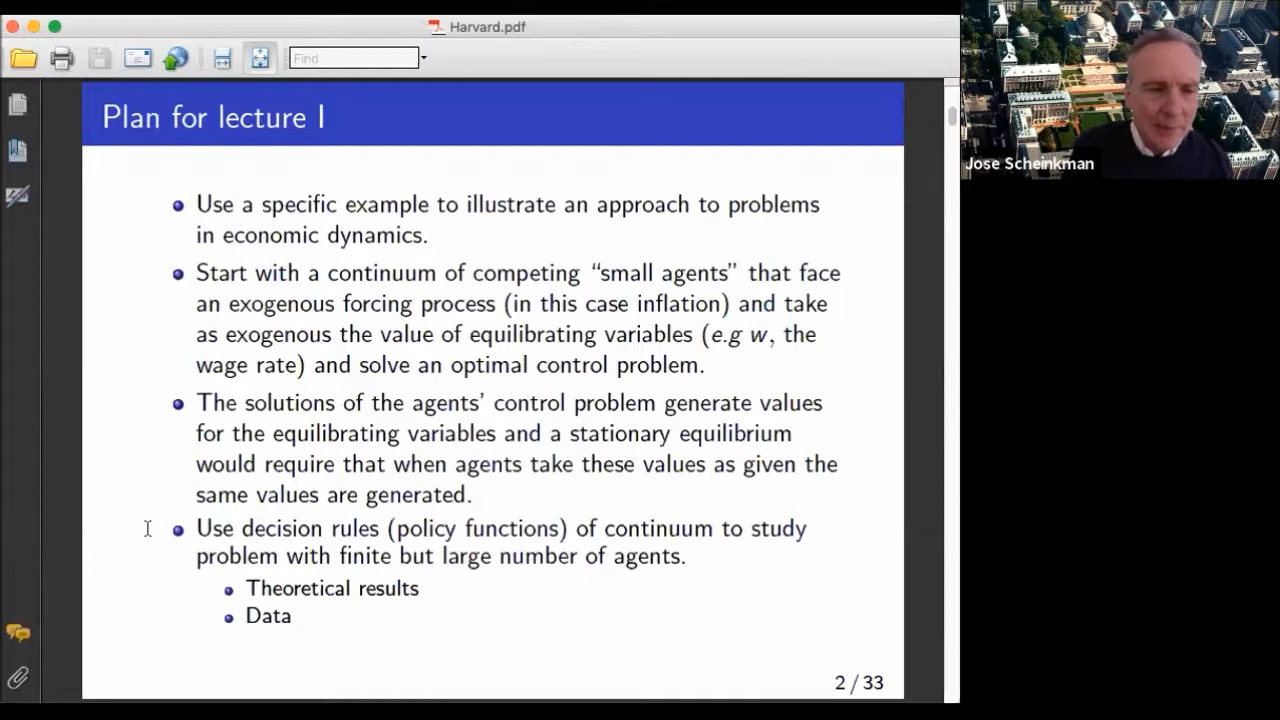 Harvard.pdf
Find
Plan for lecture I
Use a specific example to illustrate an approach to problems
in economic dynamics.
Start with a continuum of competing “small agents” that face
an exogenous forcing process (in this case inflation) and take
as exogenous the value of equilibrating variables (e.g w, the
wage rate) and solve an optimal control problem.
The solutions of the agents’ control problem generate values
for the equilibrating variables and a stationary equilibrium
would require that when agents take these values as given the
same values are generated.
Use decision rules (policy functions) of continuum to study
problem with finite but large number of agents.
Theoretical results
Data
2 / 33
Jose Scheinkman